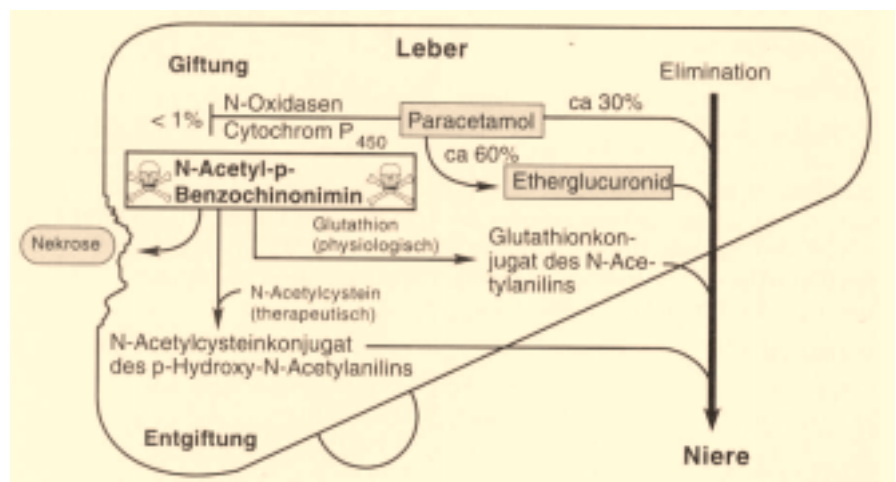 Leber
Giftung
Elimination
N-Oxidasen
< 1%
Cytochrom P450
Paracetamol
ca 30%
ca 60%
N-Acetyl-p-
Benzochinonimin
Etherglucuronid
Nekrose
Glutathion
(physiologisch)
Glutathionkon-
jugat des N-Ace-
tylanilins
N-Acetylcystein
(therapeutisch)
N-Acetylcysteinkonjugat
des p-Hydroxy-N-Acetylanilins
Entgiftung
Niere